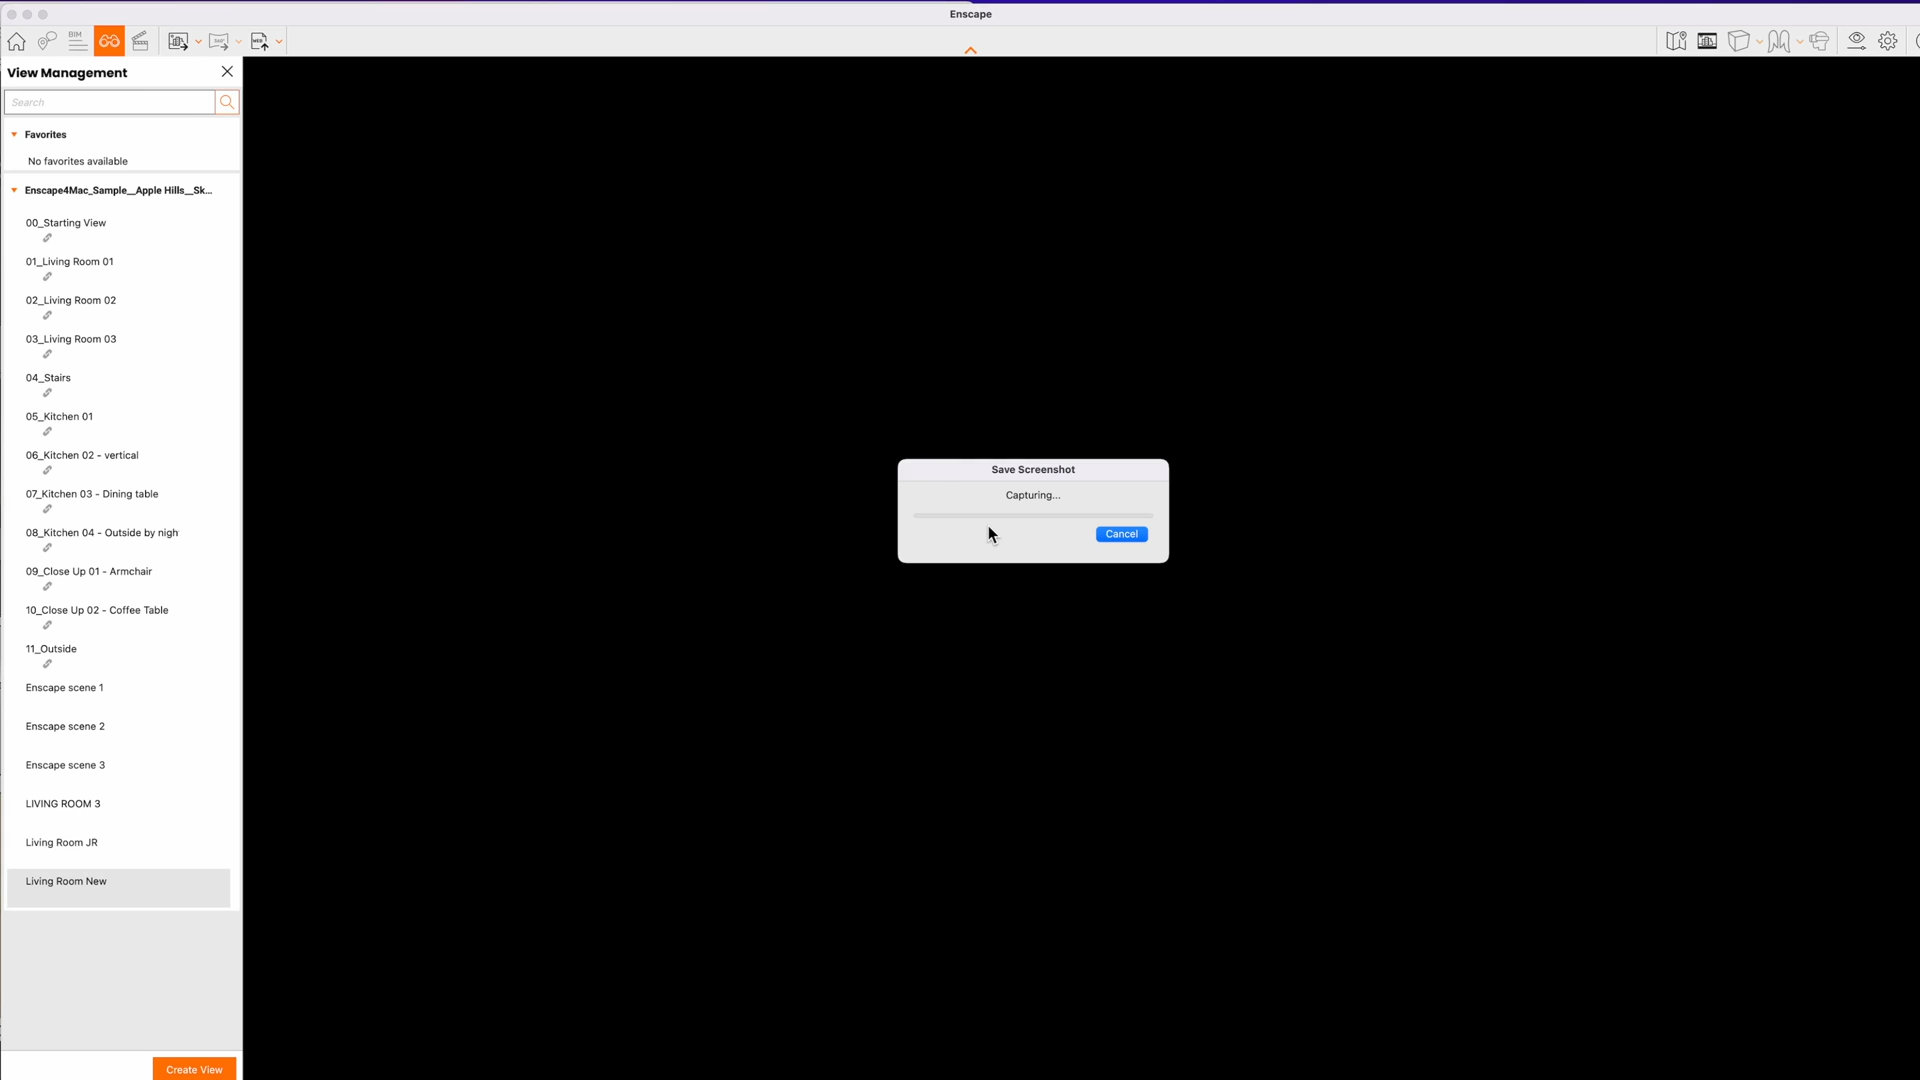 Enscape
BIM
360°
WEB
View Management
Search
Favorites
No favorites available
Enscape4Mac_Sample__Apple Hills__Sk...
00_Starting View
01_Living Room 01
02_Living Room 02
03_Living Room 03
04_Stairs
05_Kitchen 01
06_Kitchen 02 - vertical
07_Kitchen 03 - Dining table
08_Kitchen 04 - Outside by nigh
09_Close Up 01 - Armchair
10_Close Up 02 - Coffee Table
11_Outside
Enscape scene 1
Enscape scene 2
Enscape scene 3
LIVING ROOM 3
Living Room JR
Living Room New
Create View
Save Screenshot
Capturing...
Cancel